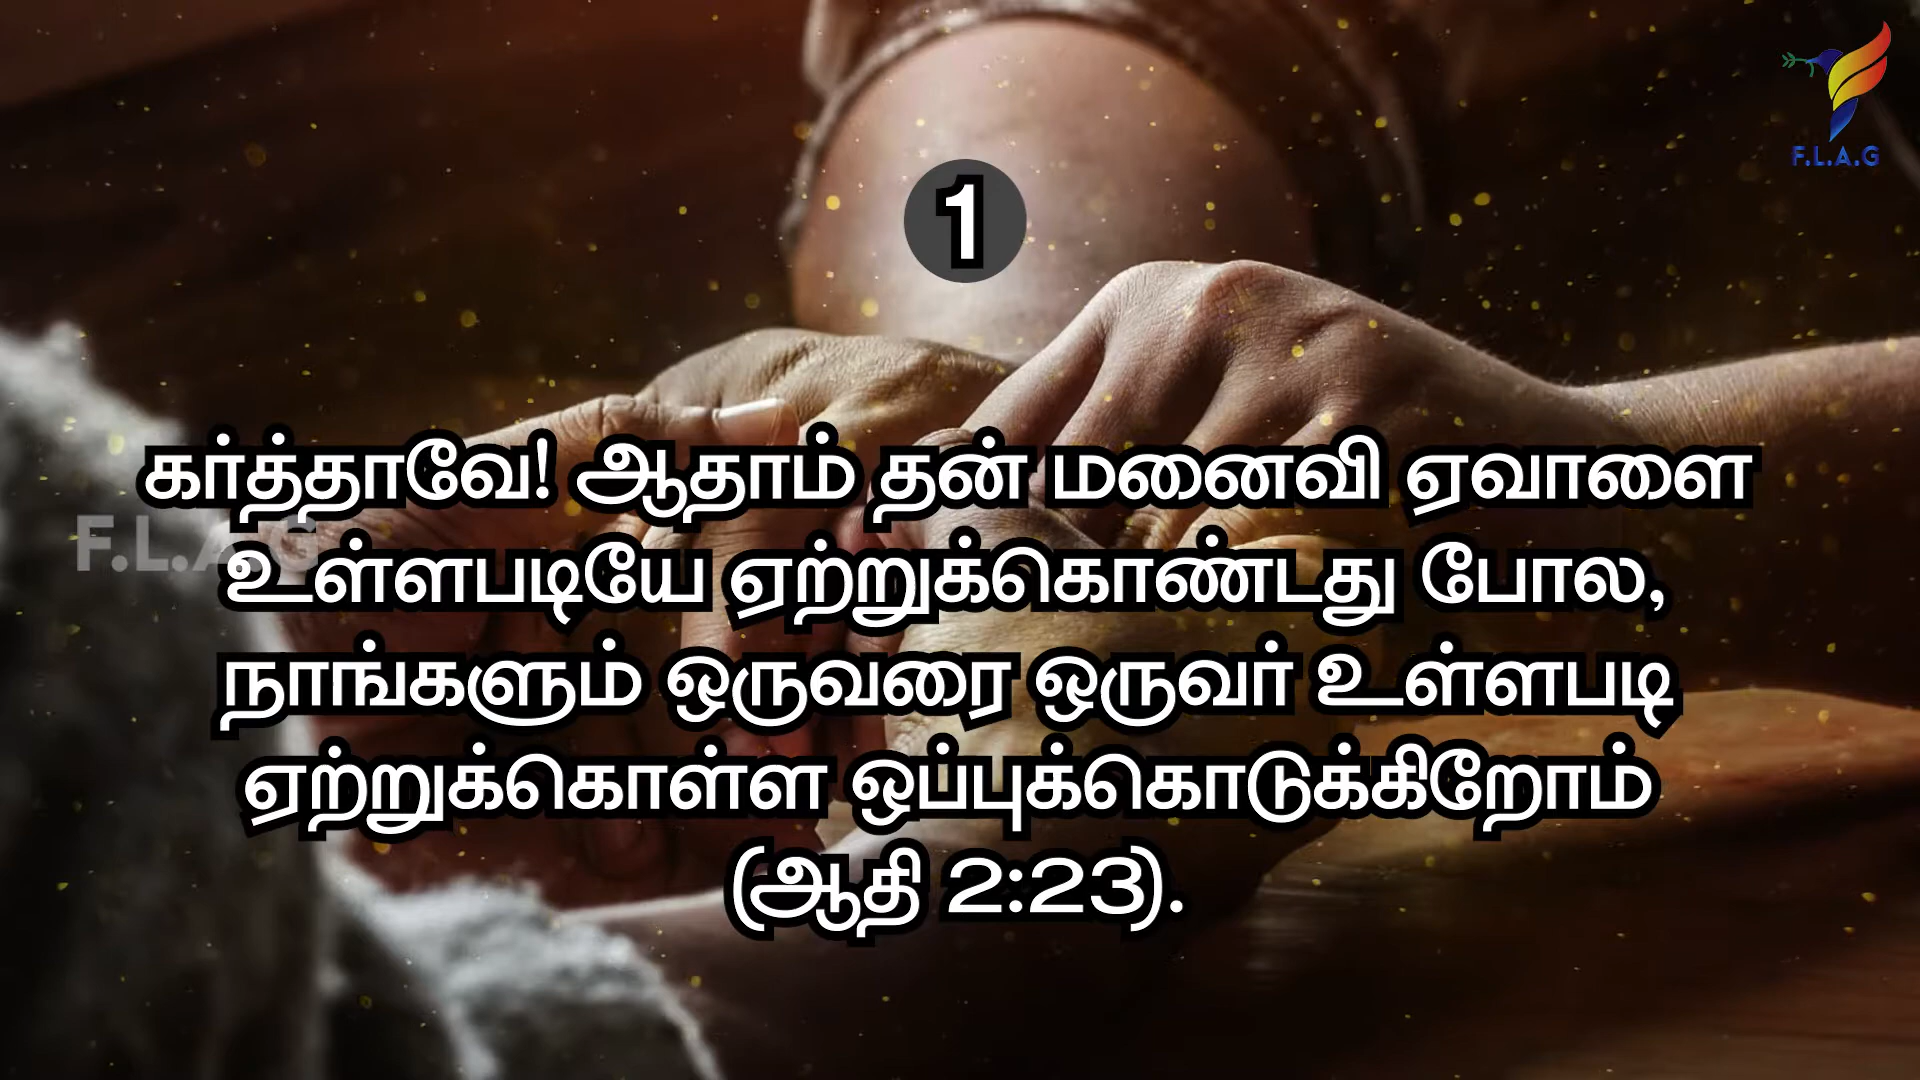 F.L.A.G
1
கர்த்தாவே! ஆதாம் தன் மனைவி ஏவாளை
F.L.A.G
உள்ளபடியே ஏற்றுக்கொண்டது போல,
நாங்களும் ஒருவரை ஒருவர் உள்ளபடி
ஏற்றுக்கொள்ள ஒப்புக்கொடுக்கிறோம்
(ஆதி 2:23).